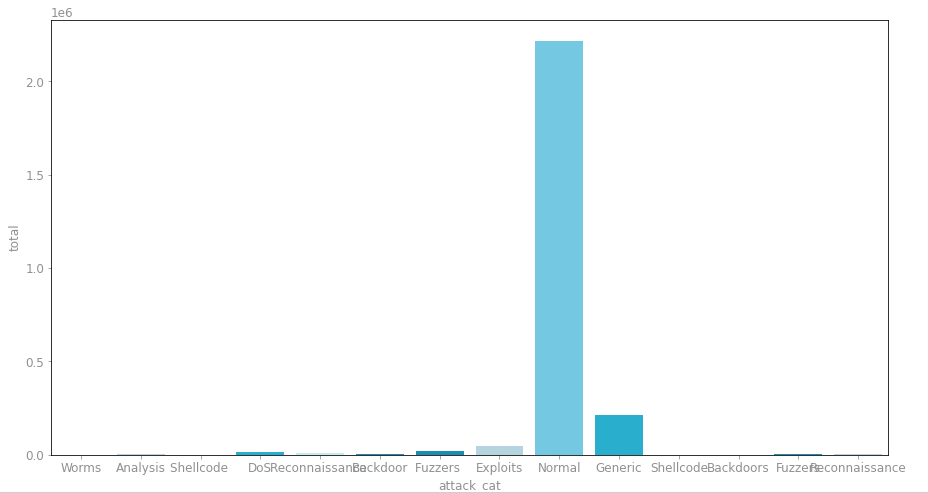 1e6
2.0
1.5
1.0
0.5
0.0
total
Worms Analysis Shellcode DoS Reconnaissance Backdoor Fuzzers Exploits Normal Generic Shellcode Backdoors Fuzzers Reconnaissance
attack_cat